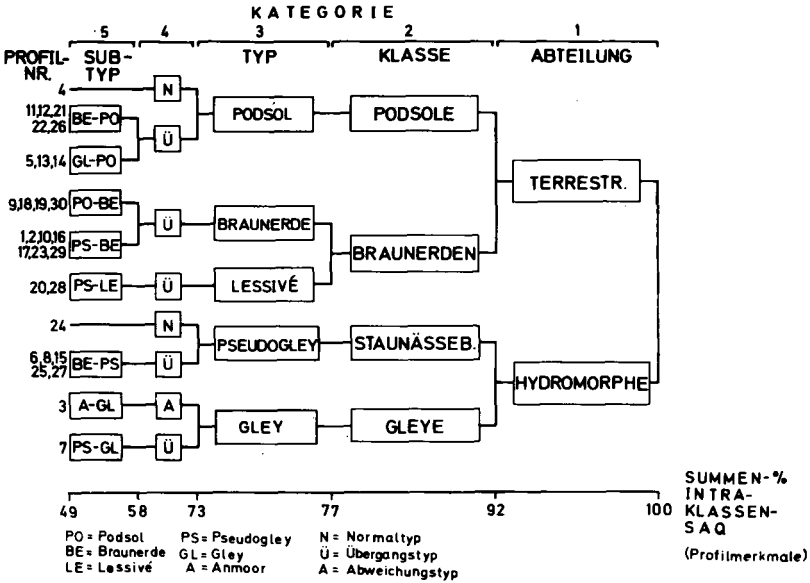 KATEGORIE
5 4 3 2 1
PROFIL-NR. SUB-TYP TYP KLASSE ABTEILUNG
4 N
11,12,21
22,26
BE-PO
Ü
5,13,14
GL-PO
PODSOL
PODSOLE
TERRESTR.
9,18,19,30
PO-BE
1,2,10,16
17,23,29
PS-BE
Ü
BRAUNERDE
BRAUNERDEN
20,28
PS-LE
Ü
LESSIVÉ
24 N
PSEUDOGLEY
STAUNÄSSEB.
6,8,15
25,27
BE-PS
Ü
HYDROMORPHE
3
A-GL
A
GLEY
GLEYE
7
PS-GL
Ü
49 58 73 77 92 100
SUMMEN-%
INTRA-
KLASSEN-
SAQ
(Profilmerkmale)
PO = Podsol PS = Pseudogley N = Normaltyp
BE = Braunerde GL = Gley Ü = Übergangstyp
LE = Lessivé A = Anmoor A = Abweichungstyp